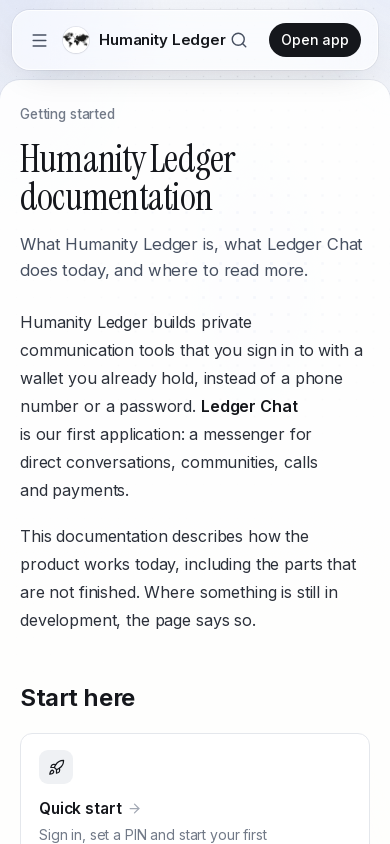 Humanity Ledger
Open app
Getting started
Humanity Ledger
documentation
What Humanity Ledger is, what Ledger Chat
does today, and where to read more.
Humanity Ledger builds private
communication tools that you sign in to with a
wallet you already hold, instead of a phone
number or a password. Ledger Chat
is our first application: a messenger for
direct conversations, communities, calls
and payments.
This documentation describes how the
product works today, including the parts that
are not finished. Where something is still in
development, the page says so.
Start here
Quick start →
Sign in, set a PIN and start your first